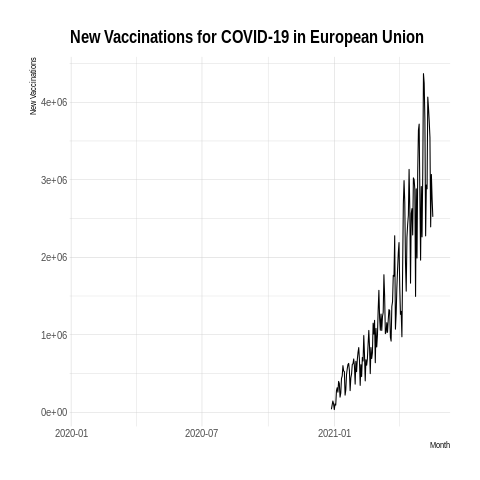 New Vaccinations for COVID-19 in European Union
New Vaccinations
4e+06
3e+06
2e+06
1e+06
0e+00
2020-01 2020-07 2021-01
Month